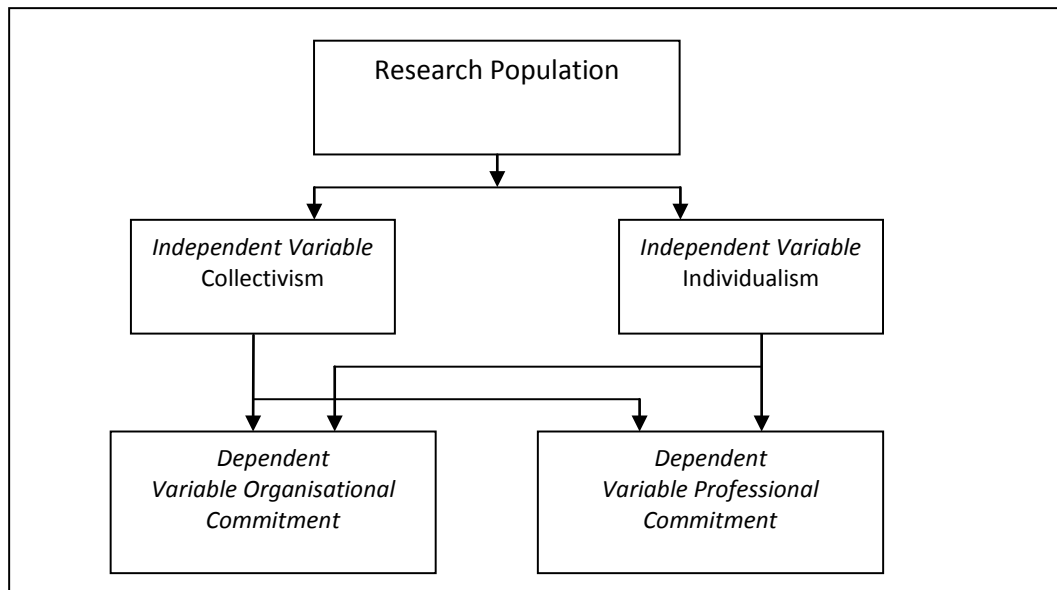 Research Population
Independent Variable
Collectivism
Independent Variable
Individualism
Dependent
Variable Organisational
Commitment
Dependent
Variable Professional
Commitment